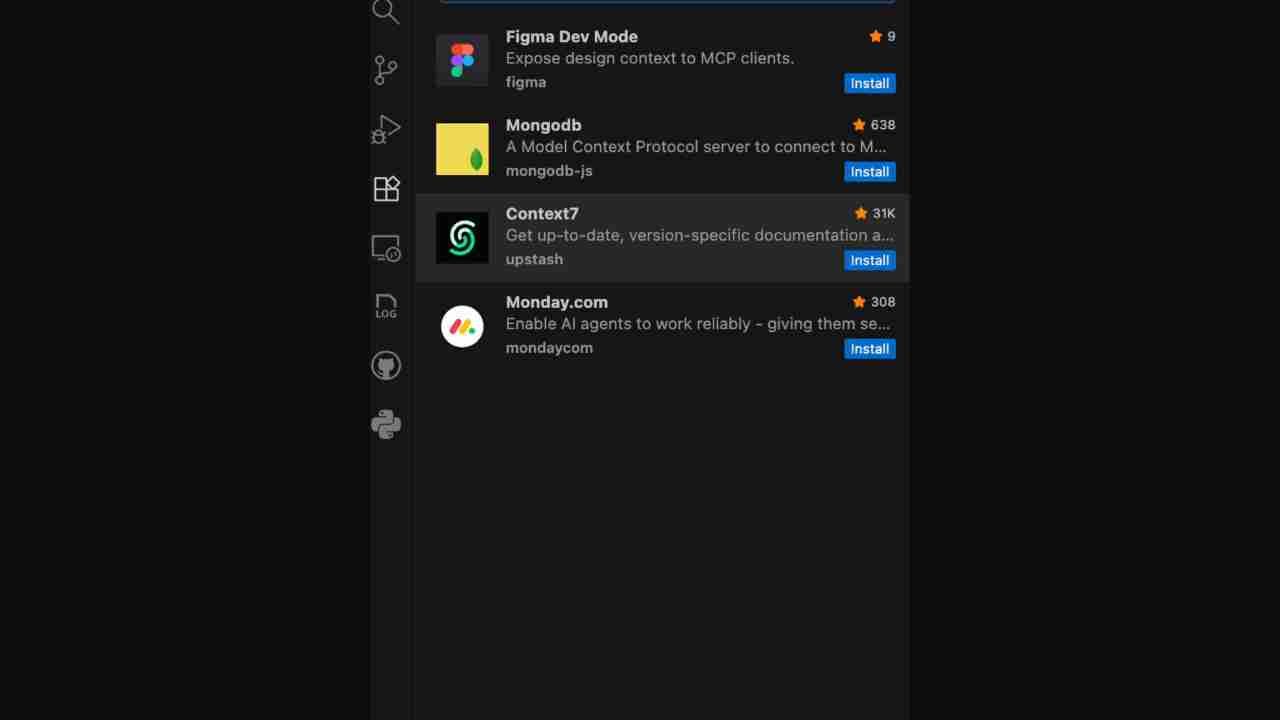 Figma Dev Mode 9
Expose design context to MCP clients.
figma Install
Mongodb 638
A Model Context Protocol server to connect to M...
mongodb-js Install
Context7 31K
Get up-to-date, version-specific documentation a...
upstash Install
Monday.com 308
Enable AI agents to work reliably - giving them se...
mondaycom Install
LOG